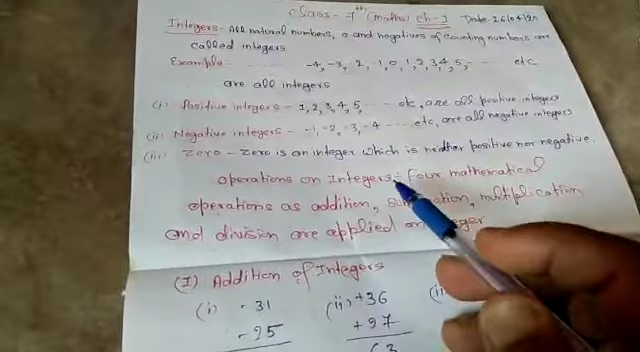 Class - 7th (maths) Ch-1 Date-26/04/20
Integers - All natural numbers, 0 and negatives of counting numbers are
called integers
Example - -4, -3, -2, -1, 0, 1, 2, 3, 4, 5, etc
are all integers
(i) Positive integers - 1, 2, 3, 4, 5, etc, are all positive integers
(ii) Negative integers - -1, -2, -3, -4 etc, are all negative integers
(iii) Zero - Zero is an integer which is neither positive nor negative.
operations on Integers :- four mathematical
operations as addition, multiplication
and division are applied on
(I) Addition of Integers
(i) -31 (ii) +36 (ii
-95 +97
63